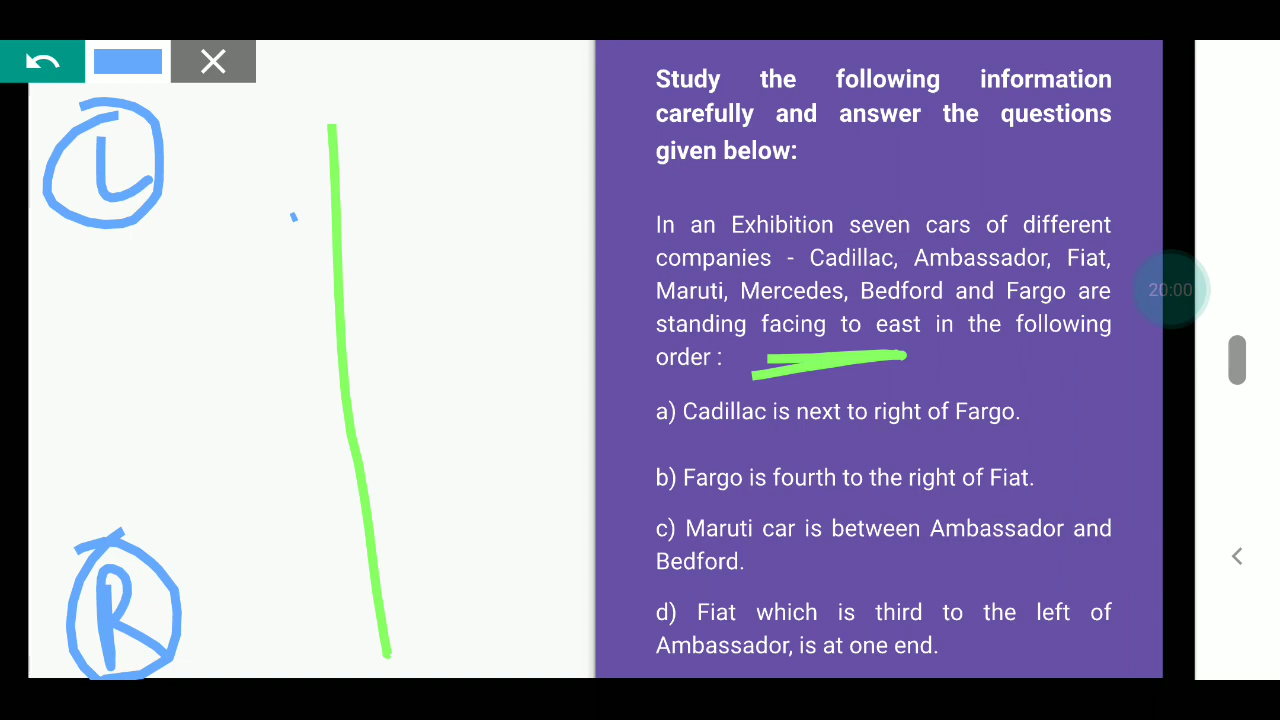 L
R
Study the following information
carefully and answer the questions
given below:
In an Exhibition seven cars of different
companies - Cadillac, Ambassador, Fiat,
Maruti, Mercedes, Bedford and Fargo are
standing facing to east in the following
order :
a) Cadillac is next to right of Fargo.
b) Fargo is fourth to the right of Fiat.
c) Maruti car is between Ambassador and
Bedford.
d) Fiat which is third to the left of
Ambassador, is at one end.
20:00